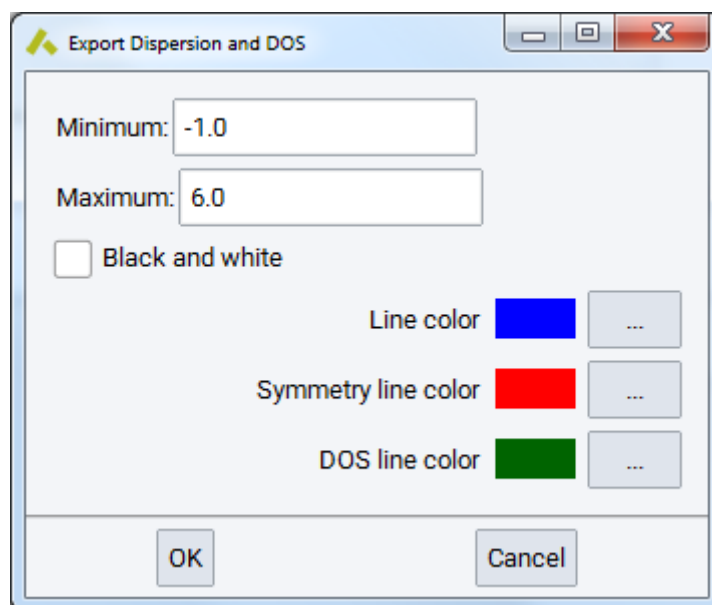 Export Dispersion and DOS
Minimum: -1.0
Maximum: 6.0
Black and white
Line color ...
Symmetry line color ...
DOS line color ...
OK Cancel